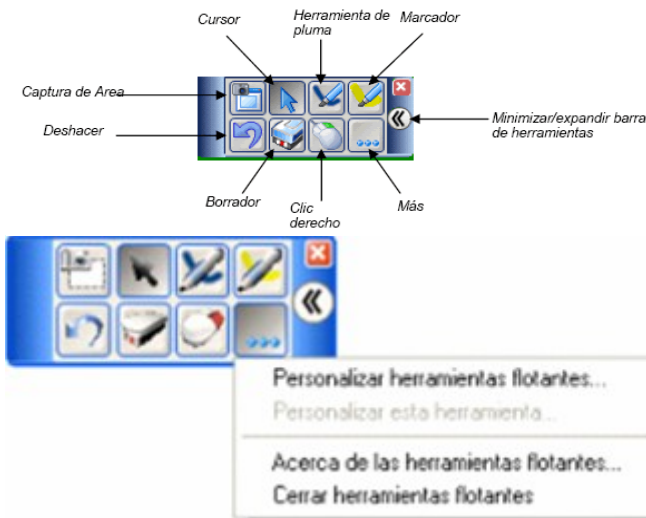 Cursor
Herramienta de
pluma
Marcador
Captura de Area
Deshacer
Minimizar/expandir barra
de herramientas
Borrador
Clic
derecho
Más
Personalizar herramientas flotantes...
Personalizar esta herramienta...
Acerca de las herramientas flotantes...
Cerrar herramientas flotantes